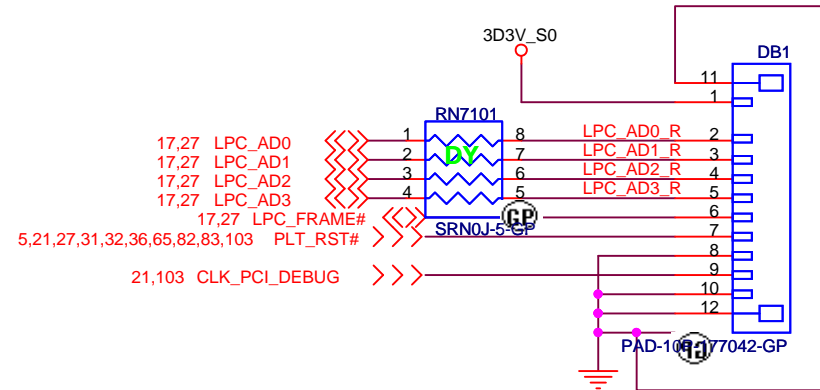 3D3V_S0
DB1
11
1
RN7101
17,27 LPC_AD0 1 8 LPC_AD0_R 2
17,27 LPC_AD1 2 7 LPC_AD1_R 3
DY
17,27 LPC_AD2 3 6 LPC_AD2_R 4
17,27 LPC_AD3 4 5 LPC_AD3_R 5
17,27 LPC_FRAME# GP 6
SRN0J-5-GP
5,21,27,31,32,36,65,82,83,103 PLT_RST# 7
8
21,103 CLK_PCI_DEBUG 9
10
12
GP